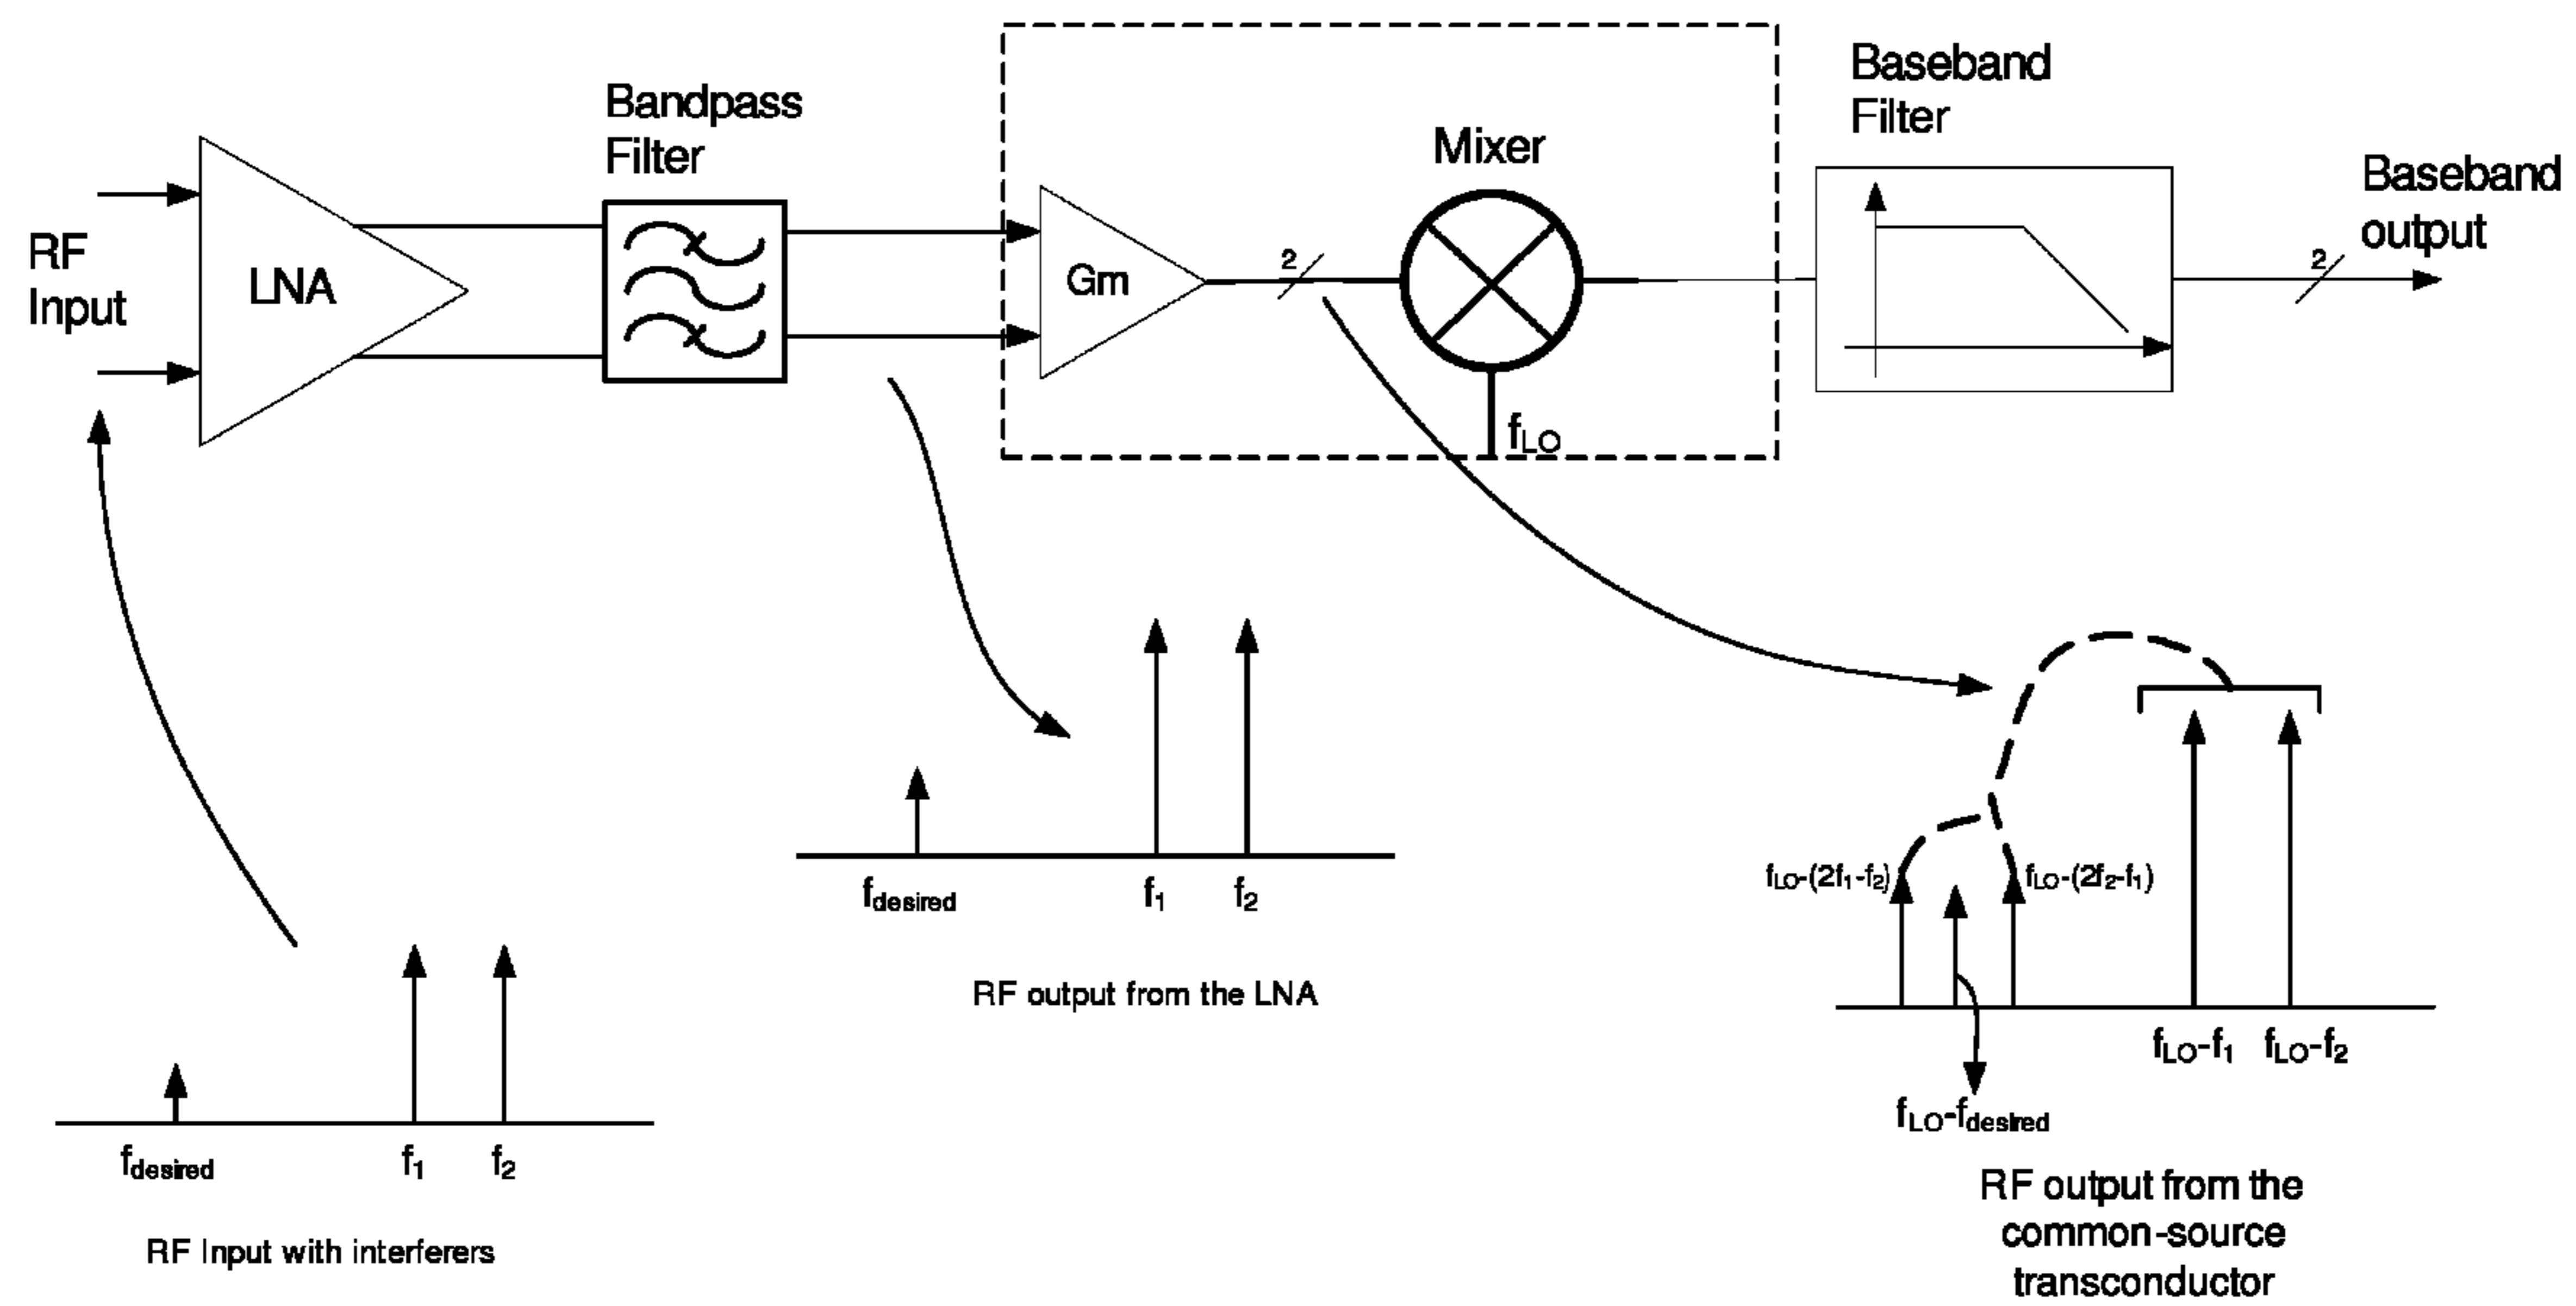 RF
Input
LNA
Bandpass
Filter
Gm
2
Mixer
fLO
Baseband
Filter
2
Baseband
output
fdesired
f1
f2
RF Input with interferers
fdesired
f1
f2
RF output from the LNA
fLO-(2f1-f2)
fLO-(2f2-f1)
fLO-f1
fLO-f2
fLO-fdesired
RF output from the
common-source
transconductor